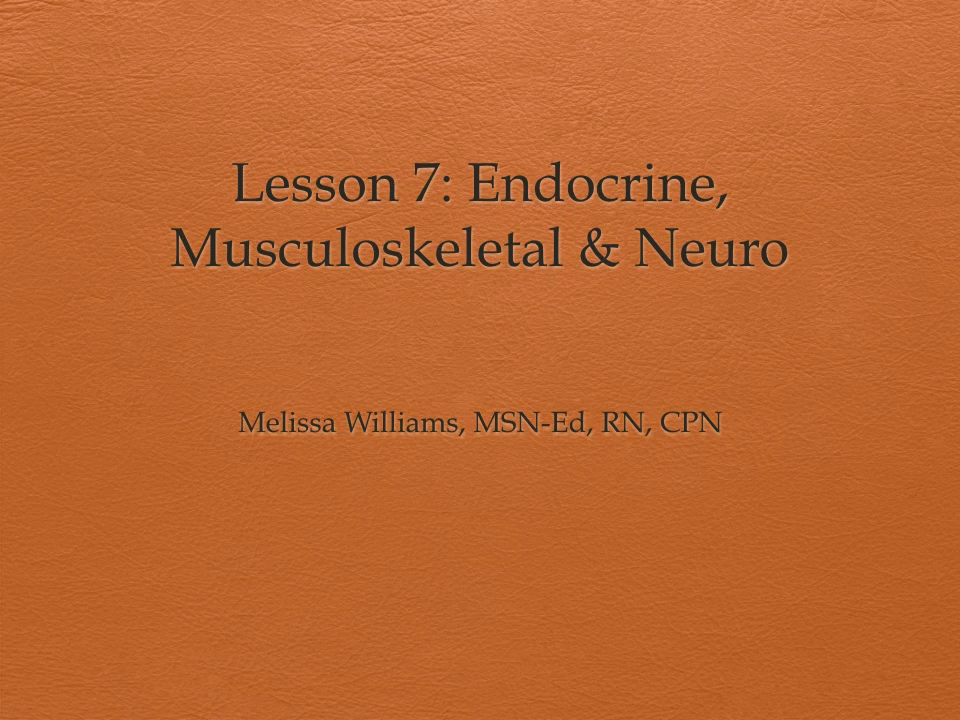 Lesson 7: Endocrine,
Musculoskeletal & Neuro
Melissa Williams, MSN-Ed, RN, CPN